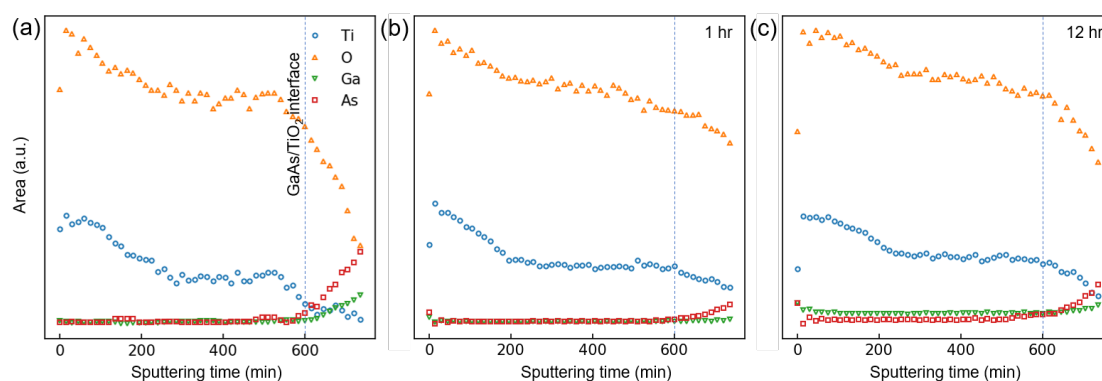 (a)
Ti
O
Ga
As
GaAs/TiO2 interface
(b)
1 hr
(c)
12 hr
Area (a.u.)
0
200
400
600
0
200
400
600
0
200
400
600
Sputtering time (min)
Sputtering time (min)
Sputtering time (min)